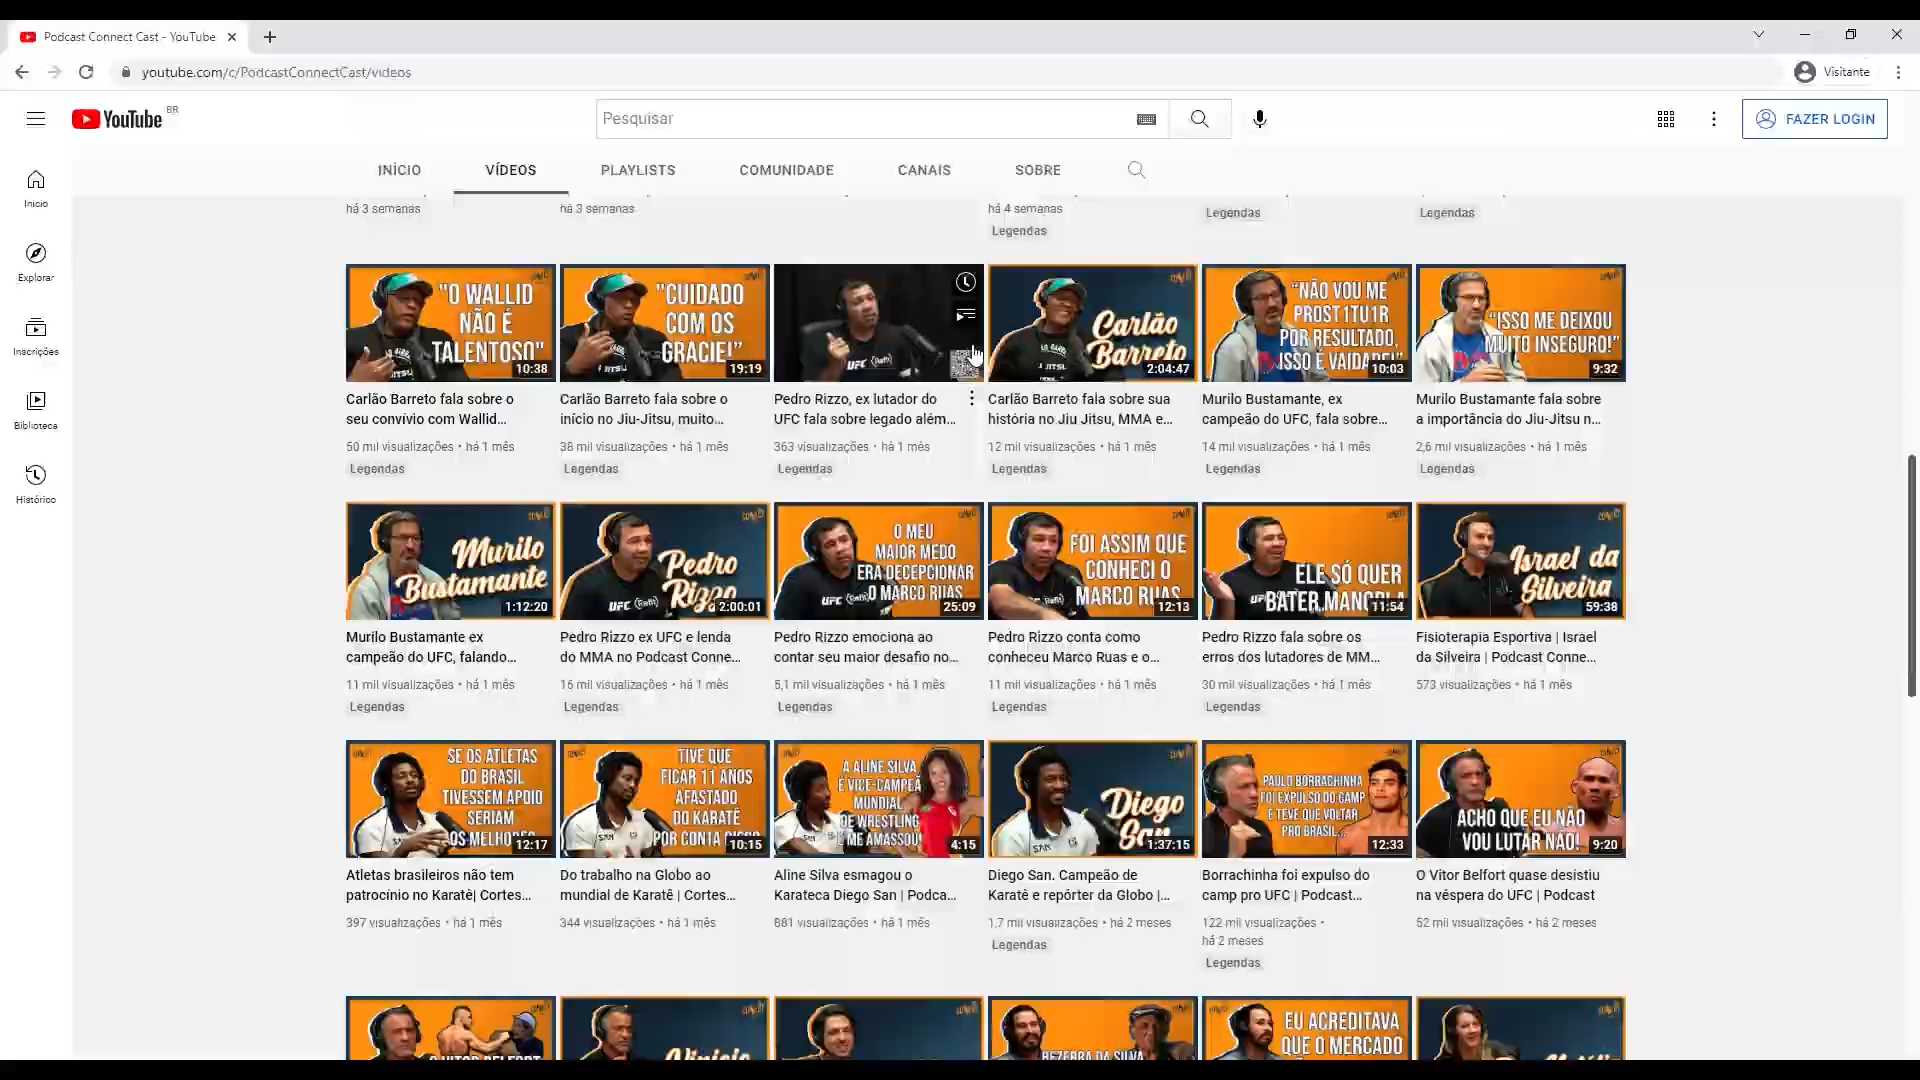 Podcast Connect Cast - YouTube
youtube.com/c/PodcastConnectCast/videos
Visitante
YouTube BR
Pesquisar
FAZER LOGIN
INÍCIO
VÍDEOS
PLAYLISTS
COMUNIDADE
CANAIS
SOBRE
Início
Explorar
Inscrições
Biblioteca
Histórico
há 3 semanas
há 3 semanas
há 4 semanas
Legendas
Legendas
Legendas
"O WALLID
NÃO É
TALENTOSO"
10:38
Carlão Barreto fala sobre o
seu convívio com Wallid...
50 mil visualizações • há 1 mês
Legendas
"CUIDADO
COM OS
GRACIE!"
19:19
Carlão Barreto fala sobre o
início no Jiu-Jitsu, muito...
38 mil visualizações • há 1 mês
Legendas
UFC
Pedro Rizzo, ex lutador do
UFC fala sobre legado além...
363 visualizações • há 1 mês
Legendas
Carlão
Barreto
2:04:47
Carlão Barreto fala sobre sua
história no Jiu Jitsu, MMA e...
12 mil visualizações • há 1 mês
Legendas
"NÃO VOU ME
PROST1TU1R
POR RESULTADO,
ISSO É VAIDADE!"
10:03
Murilo Bustamante, ex
campeão do UFC, fala sobre...
14 mil visualizações • há 1 mês
Legendas
"ISSO ME DEIXOU
MUITO INSEGURO!"
9:32
Murilo Bustamante fala sobre
a importância do Jiu-Jitsu n...
2,6 mil visualizações • há 1 mês
Legendas
Murilo
Bustamante
1:12:20
Murilo Bustamante ex
campeão do UFC, falando...
11 mil visualizações • há 1 mês
Legendas
Pedro
Rizzo
UFC
2:00:01
Pedro Rizzo ex UFC e lenda
do MMA no Podcast Conne...
16 mil visualizações • há 1 mês
Legendas
O MEU
MAIOR MEDO
ERA DECEPCIONAR
O MARCO RUAS
UFC
25:09
Pedro Rizzo emociona ao
contar seu maior desafio no...
5,1 mil visualizações • há 1 mês
Legendas
FOI ASSIM QUE
CONHECI O
MARCO RUAS
12:13
Pedro Rizzo conta como
conheceu Marco Ruas e o...
11 mil visualizações • há 1 mês
Legendas
ELE SÓ QUER
BATER
11:54
Pedro Rizzo fala sobre os
erros dos lutadores de MM...
30 mil visualizações • há 1 mês
Legendas
Israel da
Silveira
59:38
Fisioterapia Esportiva | Israel
da Silveira | Podcast Conne...
573 visualizações • há 1 mês
SE OS ATLETAS
DO BRASIL
TIVESSEM APOIO
SERIAM
12:17
Atletas brasileiros não tem
patrocínio no Karatê| Cortes...
397 visualizações • há 1 mês
TIVE QUE
FICAR 11 ANOS
AFASTADO
DO KARATÊ
POR CONTA
10:15
Do trabalho na Globo ao
mundial de Karatê | Cortes...
344 visualizações • há 1 mês
A ALINE SILVA
É VICE-CAMPEÃ
MUNDIAL
DE WRESTLING
ME AMASSOU
4:15
Aline Silva esmagou o
Karateca Diego San | Podca...
881 visualizações • há 1 mês
Diego
San
1:37:15
Diego San. Campeão de
Karatê e repórter da Globo |...
1,7 mil visualizações • há 2 meses
Legendas
PAULO BORRACHINHA
FOI EXPULSO DO CAMP
E TEVE QUE VOLTAR
PRO BRASIL...
12:33
Borrachinha foi expulso do
camp pro UFC | Podcast...
122 mil visualizações •
há 2 meses
Legendas
ACHO QUE EU NÃO
VOU LUTAR NÃO!
9:20
O Vitor Belfort quase desistiu
na véspera do UFC | Podcast
52 mil visualizações • há 2 meses
O VITOR BELFORT
BEZERRA DA SILVA
EU ACREDITAVA
QUE O MERCADO